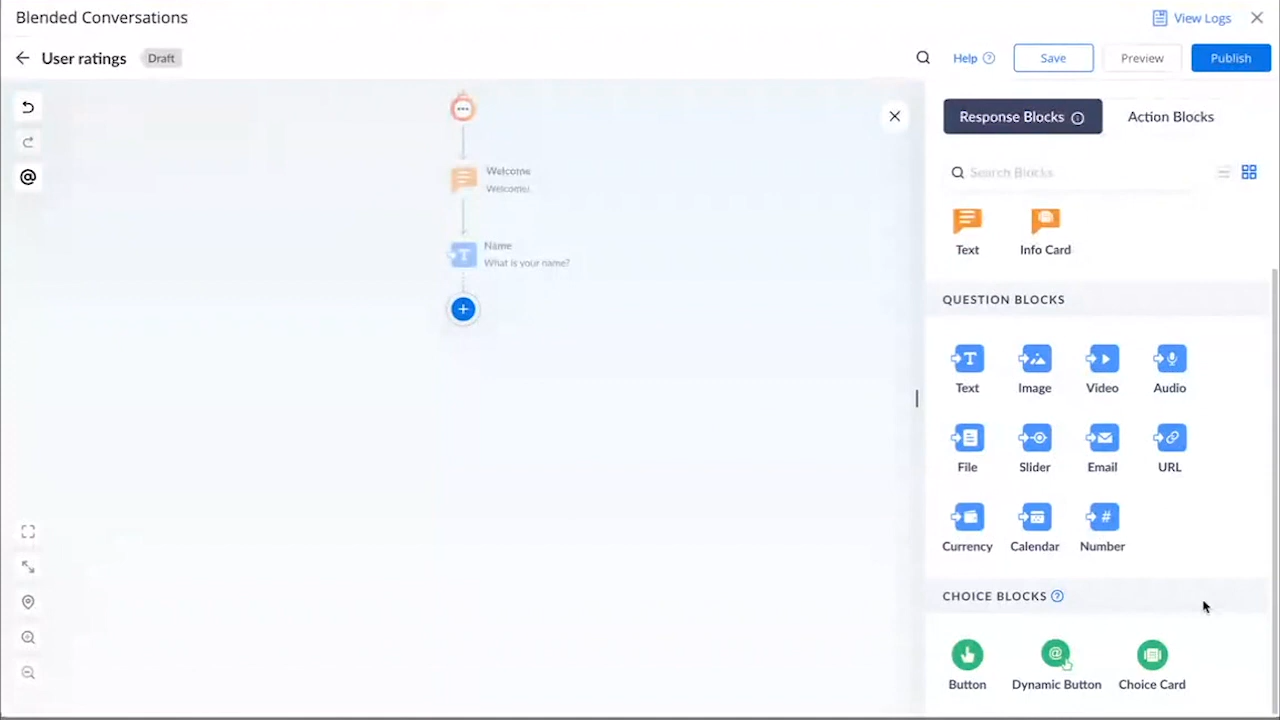 Blended Conversations
View Logs
User ratings
Draft
Help
Save
Preview
Publish
Response Blocks
Action Blocks
Search Blocks
Welcome
Welcome!
Name
What is your name?
Text
Info Card
QUESTION BLOCKS
Text
Image
Video
Audio
File
Slider
Email
URL
Currency
Calendar
Number
CHOICE BLOCKS
Button
Dynamic Button
Choice Card